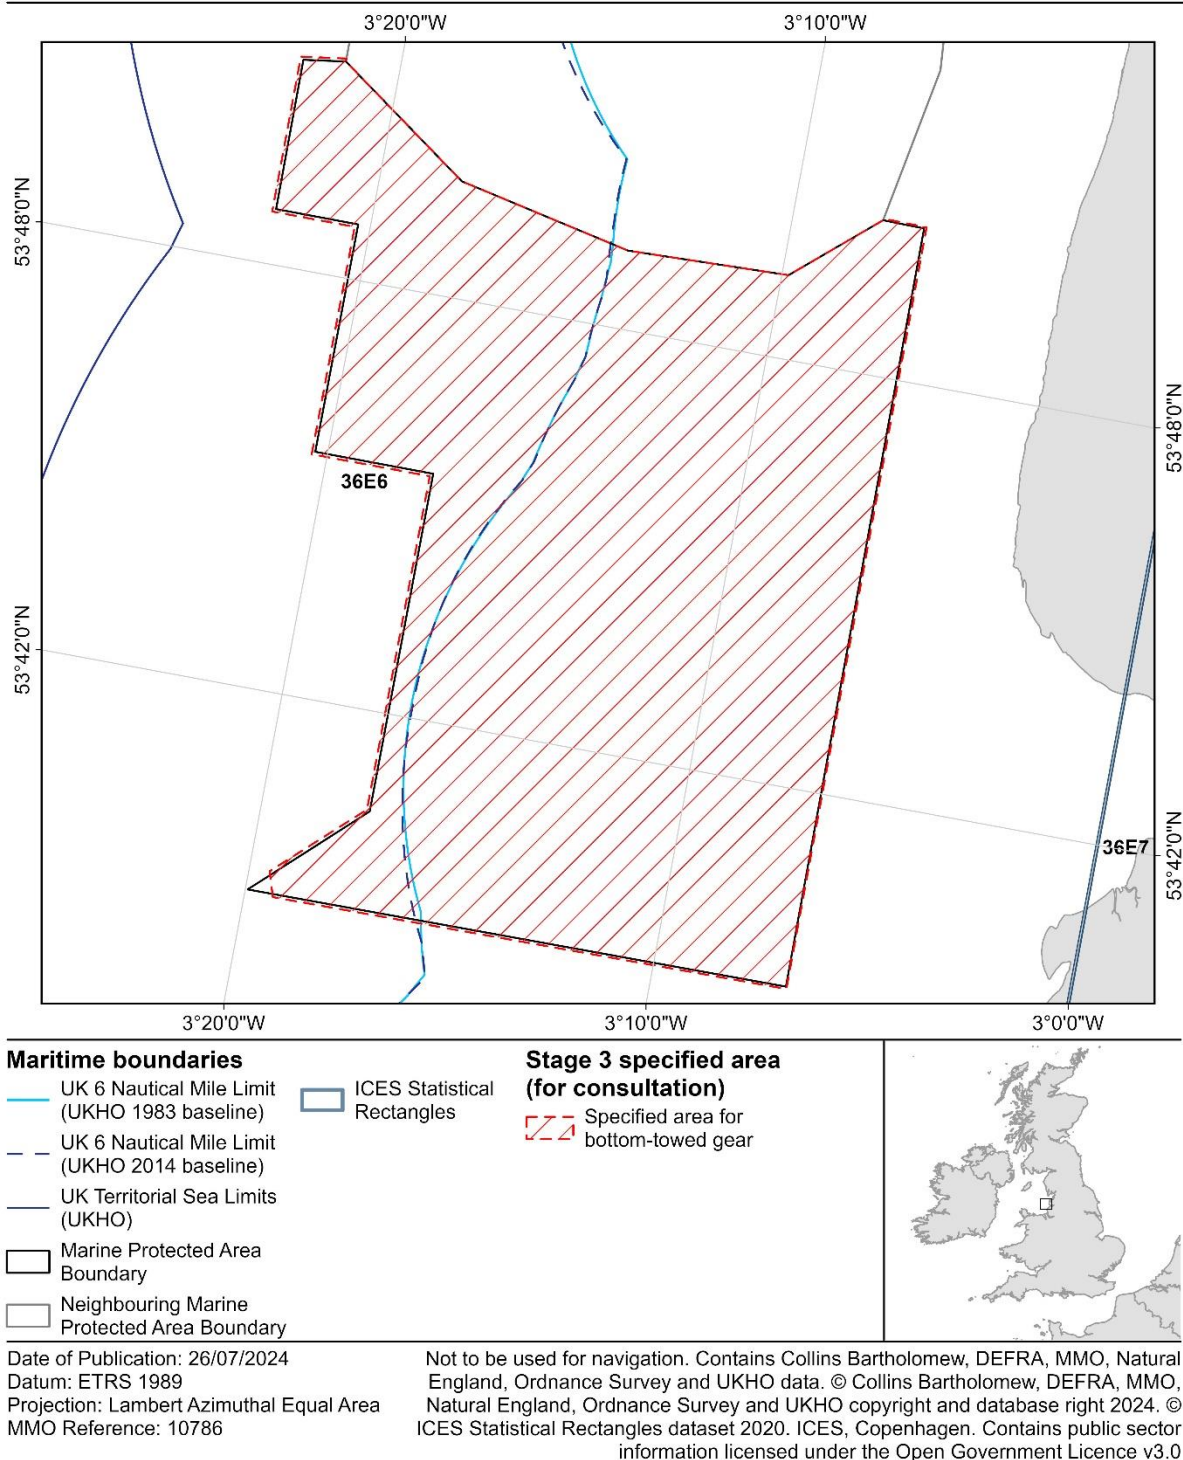 3°20'0"W
3°10'0"W
53°48'0"N
53°48'0"N
36E6
53°42'0"N
36E7
53°42'0"N
3°20'0"W
3°10'0"W
3°0'0"W
Maritime boundaries
UK 6 Nautical Mile Limit
(UKHO 1983 baseline)
UK 6 Nautical Mile Limit
(UKHO 2014 baseline)
UK Territorial Sea Limits
(UKHO)
Marine Protected Area
Boundary
Neighbouring Marine
Protected Area Boundary
ICES Statistical
Rectangles
Stage 3 specified area
(for consultation)
Specified area for
bottom-towed gear
Date of Publication: 26/07/2024
Datum: ETRS 1989
Projection: Lambert Azimuthal Equal Area
MMO Reference: 10786
Not to be used for navigation. Contains Collins Bartholomew, DEFRA, MMO, Natural
England, Ordnance Survey and UKHO data. © Collins Bartholomew, DEFRA, MMO,
Natural England, Ordnance Survey and UKHO copyright and database right 2024. ©
ICES Statistical Rectangles dataset 2020. ICES, Copenhagen. Contains public sector
information licensed under the Open Government Licence v3.0